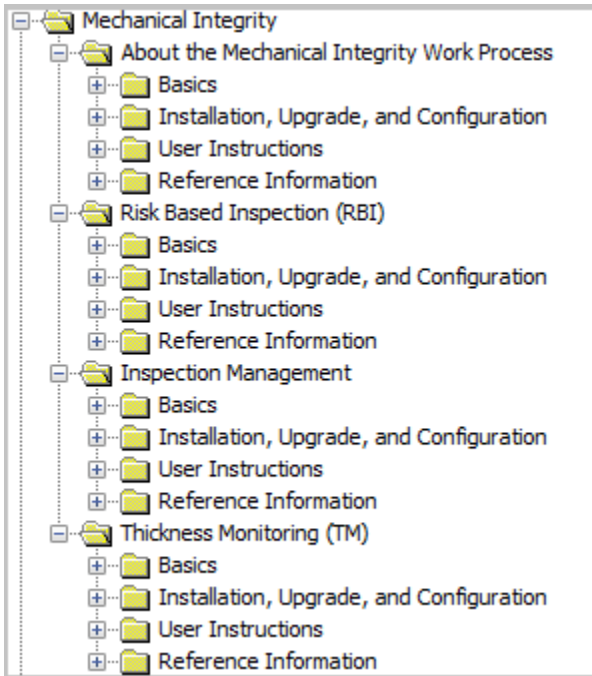 Mechanical Integrity
About the Mechanical Integrity Work Process
Basics
Installation, Upgrade, and Configuration
User Instructions
Reference Information
Risk Based Inspection (RBI)
Basics
Installation, Upgrade, and Configuration
User Instructions
Reference Information
Inspection Management
Basics
Installation, Upgrade, and Configuration
User Instructions
Reference Information
Thickness Monitoring (TM)
Basics
Installation, Upgrade, and Configuration
User Instructions
Reference Information